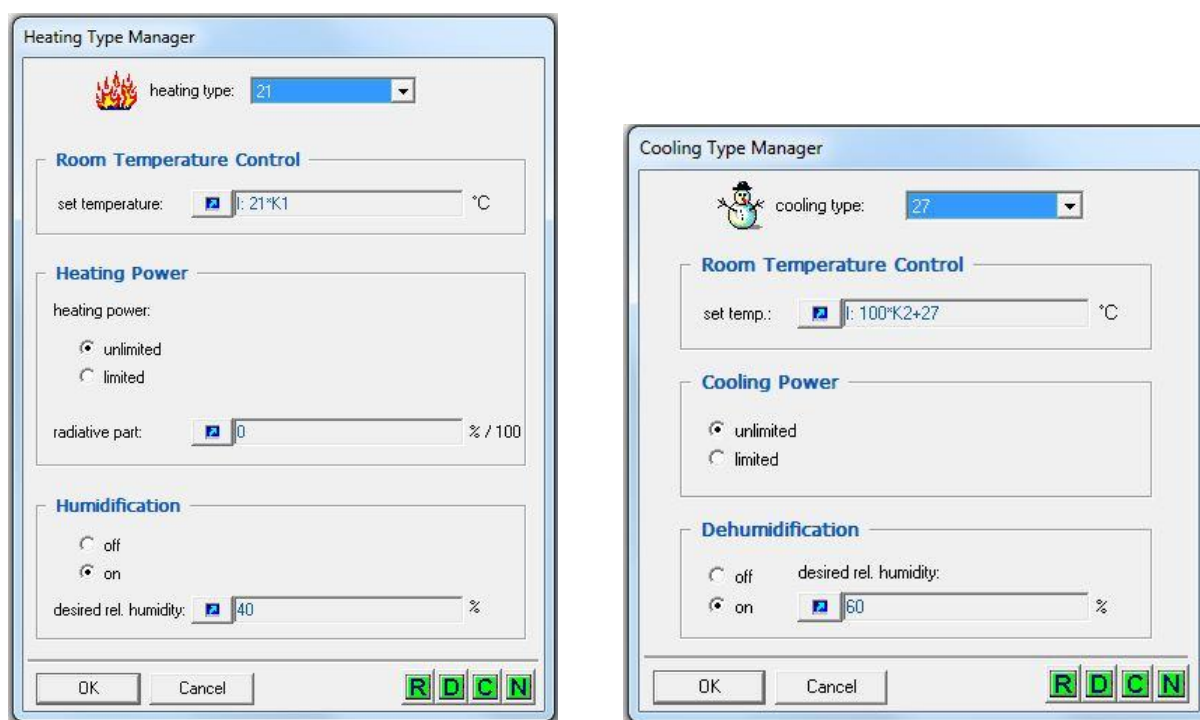 Heating Type Manager
heating type: 21
Room Temperature Control
set temperature: I: 21*K1 °C
Heating Power
heating power:
unlimited
limited
radiative part: 0 % / 100
Humidification
off
on
desired rel. humidity: 40 %
OK Cancel R D C N
Cooling Type Manager
cooling type: 27
Room Temperature Control
set temp.: I: 100*K2+27 °C
Cooling Power
unlimited
limited
Dehumidification
off desired rel. humidity:
on 60 %
OK Cancel R D C N